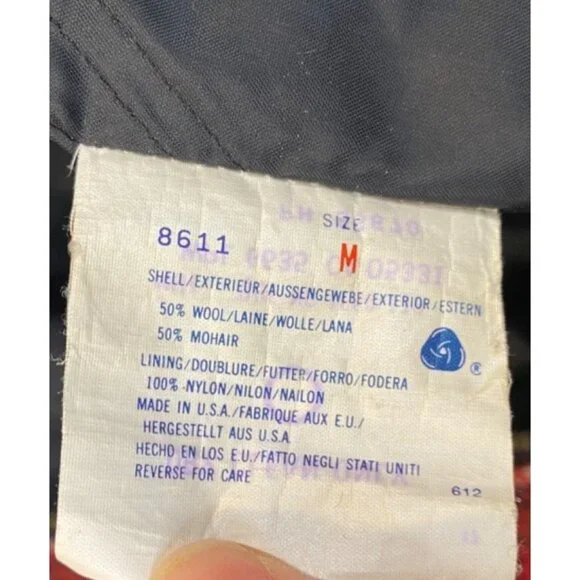 SIZE
8611 M
SHELL/EXTERIEUR/AUSSENGEWEBE/EXTERIOR/ESTERN
50% WOOL/LAINE/WOLLE/LANA
50% MOHAIR
®
LINING/DOUBLURE/FUTTER/FORRO/FODERA
100%-NYLON/NILON/NAILON
MADE IN U.S.A./FABRIQUE AUX E.U./
HERGESTELLT AUS U.S.A
HECHO EN LOS E.U./FATTO NEGLI STATI UNITI
REVERSE FOR CARE
612